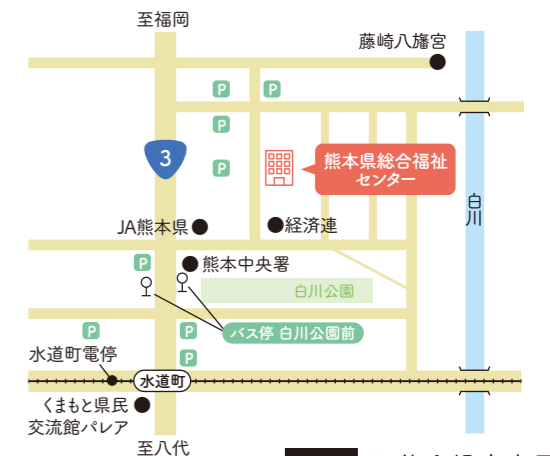 至福岡
藤崎八旛宮
P
P
P
3
P
熊本県総合福祉
センター
白川
JA熊本県
経済連
P
熊本中央署
白川公園
P
P
バス停 白川公園前
水道町電停
P
水道町
くまもと県民
交流館パレア
至八代